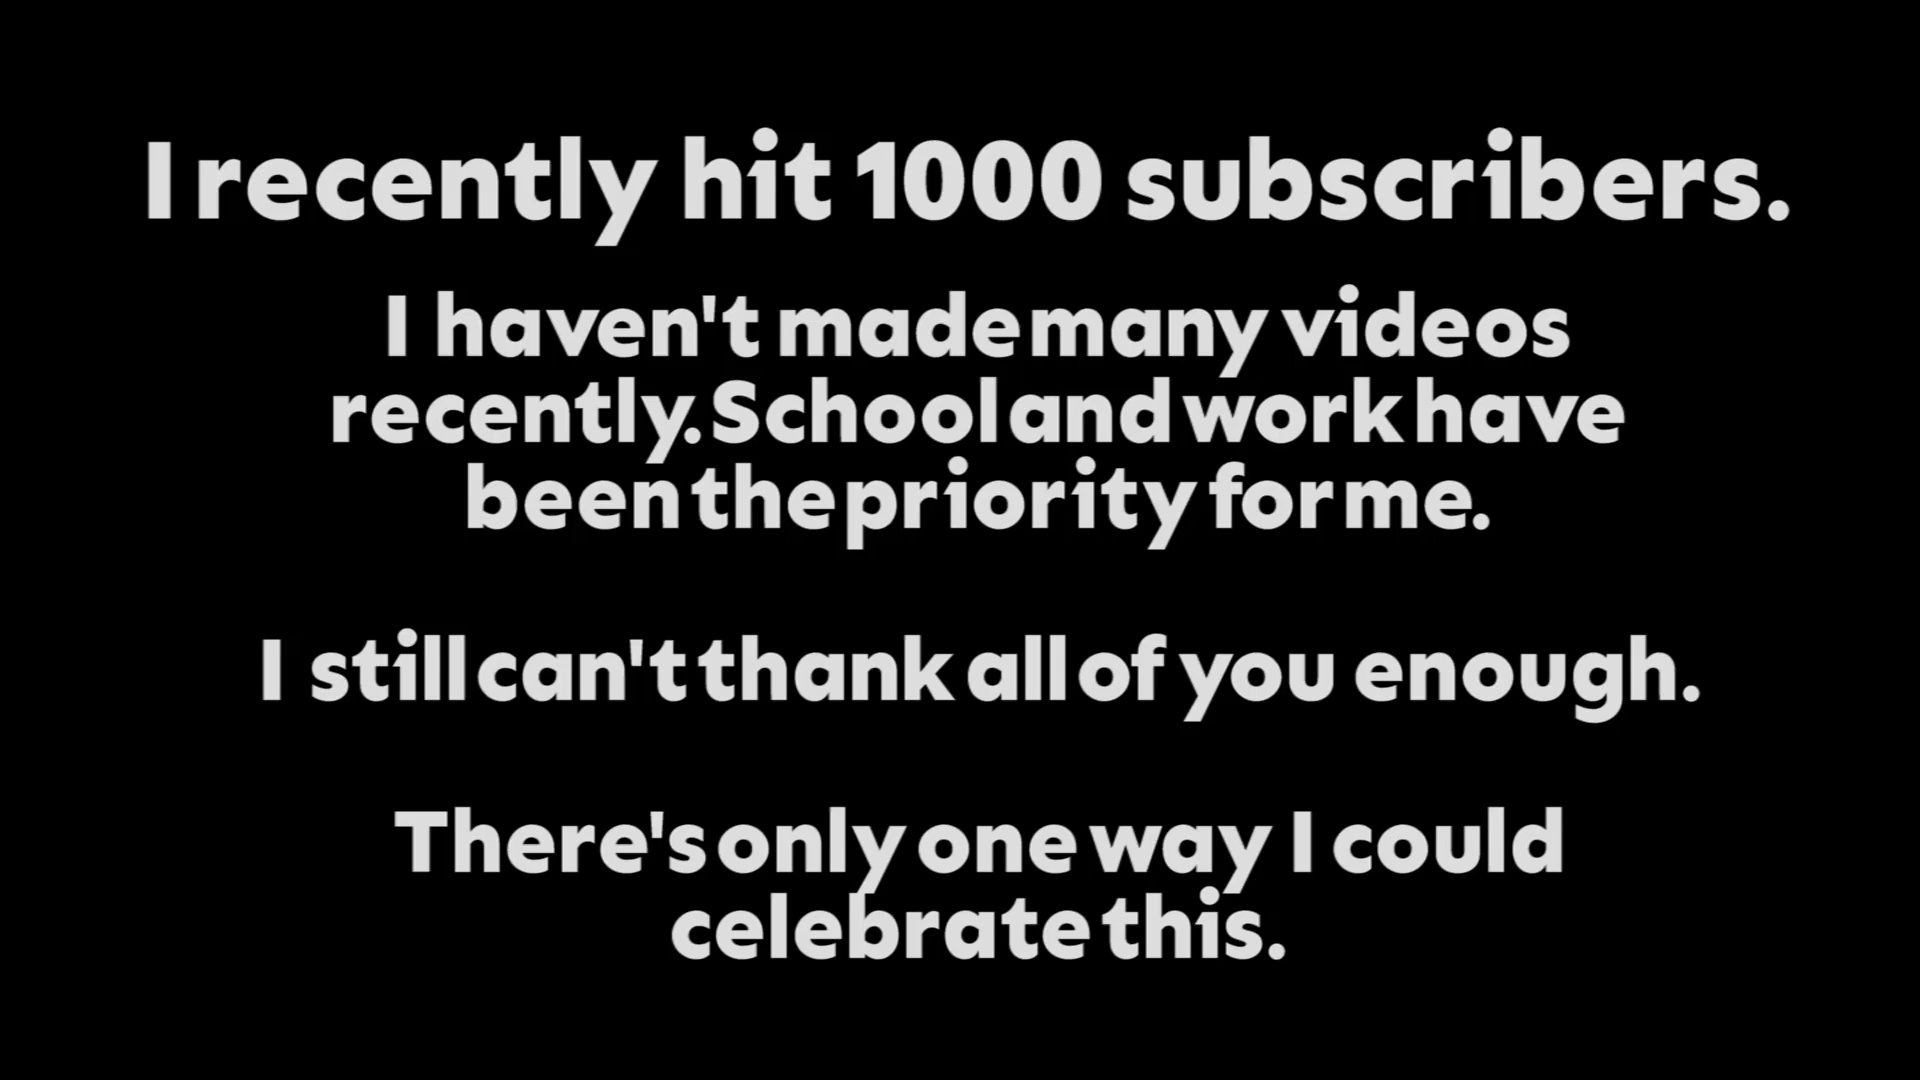 I recently hit 1000 subscribers.
I haven't made many videos
recently. School and work have
been the priority for me.
I still can't thank all of you enough.
There's only one way I could
celebrate this.